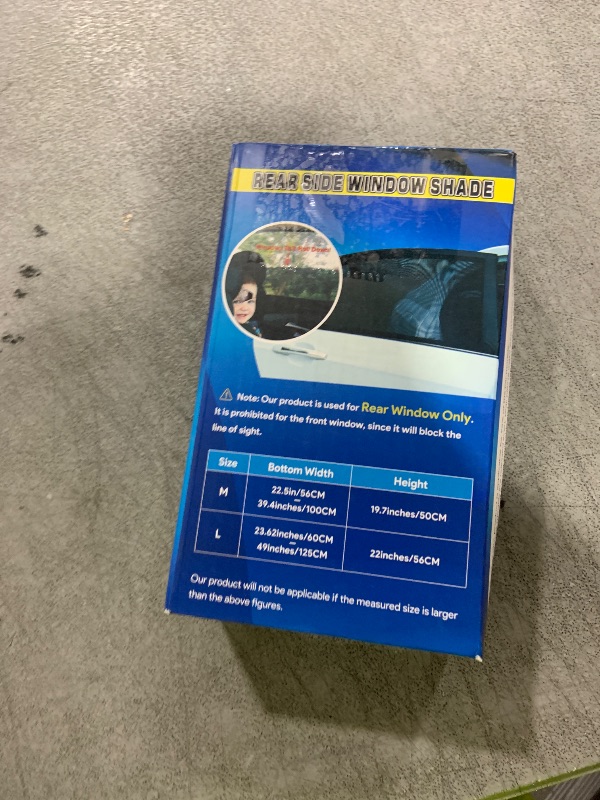 REAR SIDE WINDOW SHADE
Note: Our product is used for Rear Window Only.
It is prohibited for the front window, since it will block the
line of sight.
Size Bottom Width Height
M 22.5in/56CM
–
39.4inches/100CM 19.7inches/50CM
L 23.62inches/60CM
–
49inches/125CM 22inches/56CM
Our product will not be applicable if the measured size is larger
than the above figures.